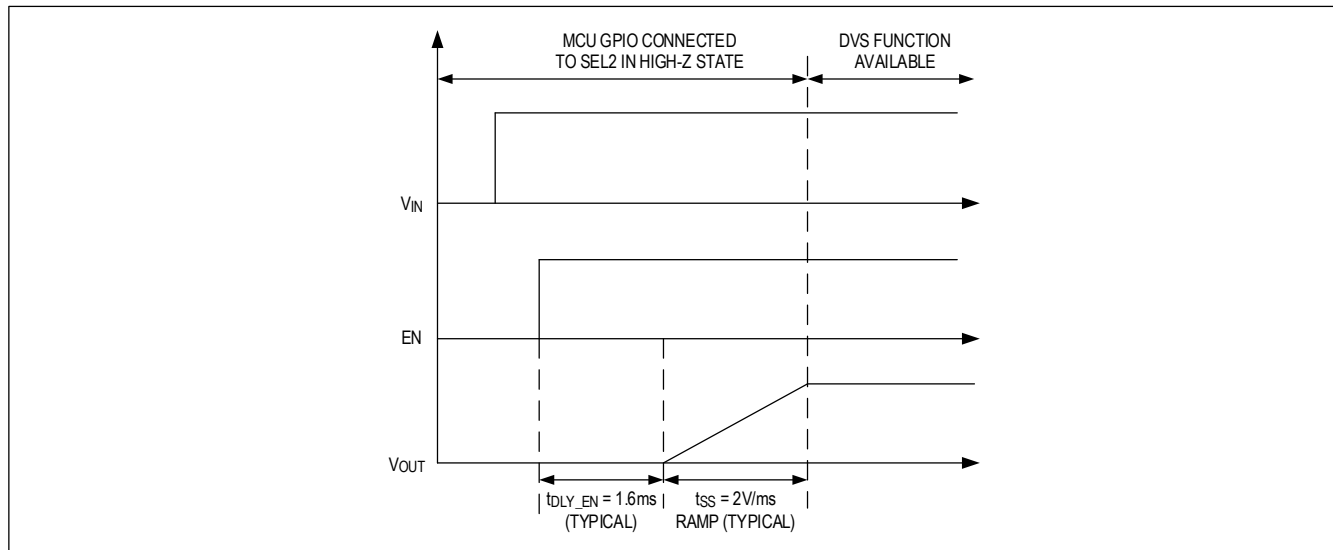 MCU GPIO CONNECTED
TO SEL2 IN HIGH-Z STATE
DVS FUNCTION
AVAILABLE
VIN
EN
VOUT
tDLY_EN = 1.6ms
(TYPICAL)
tSS = 2V/ms
RAMP (TYPICAL)